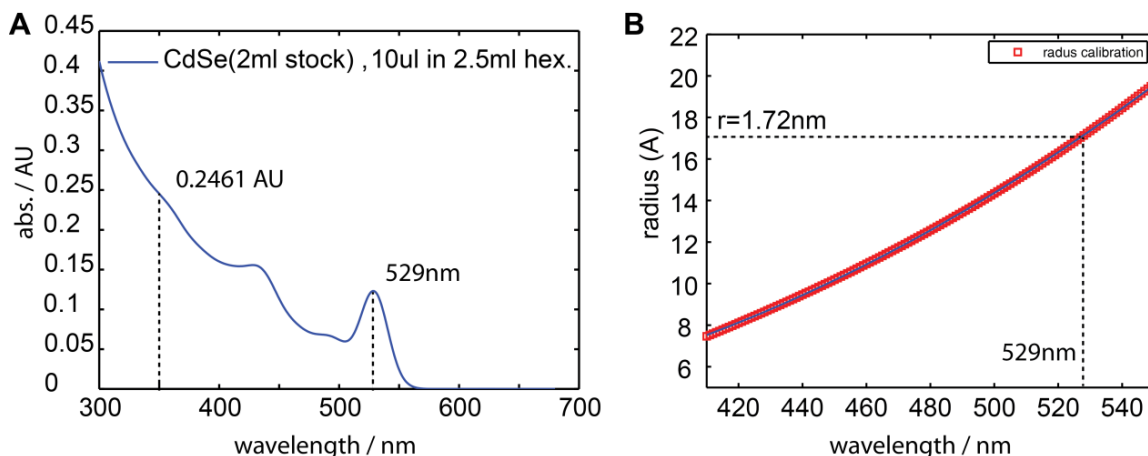 A
0.45
0.4
0.35
0.3
0.25
0.2
0.15
0.1
0.05
0
CdSe(2ml stock) , 10ul in 2.5ml hex.
0.2461 AU
529nm
abs. / AU
300
400
500
600
700
wavelength / nm
B
22
20
18
16
14
12
10
8
6
radus calibration
r=1.72nm
radius (A)
529nm
420
440
460
480
500
520
540
wavelength / nm